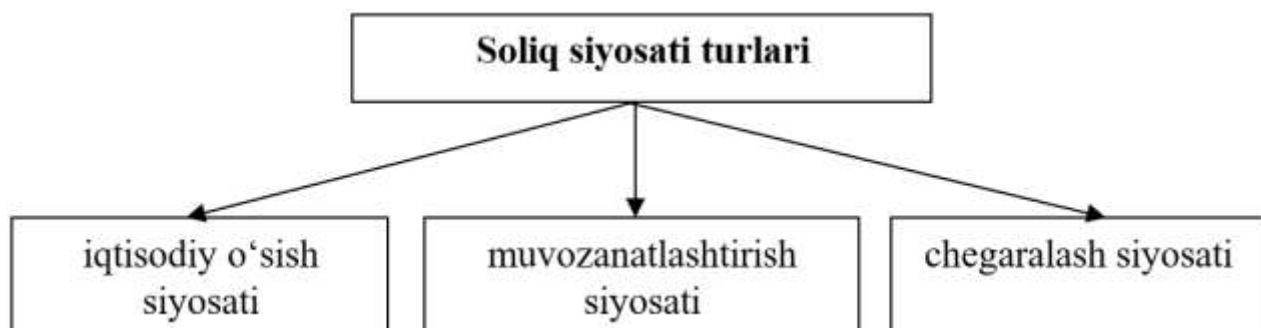 Soliq siyosati turlari
iqtisodiy o‘sish
siyosati
muvozanatlashtirish
siyosati
chegaralash siyosati